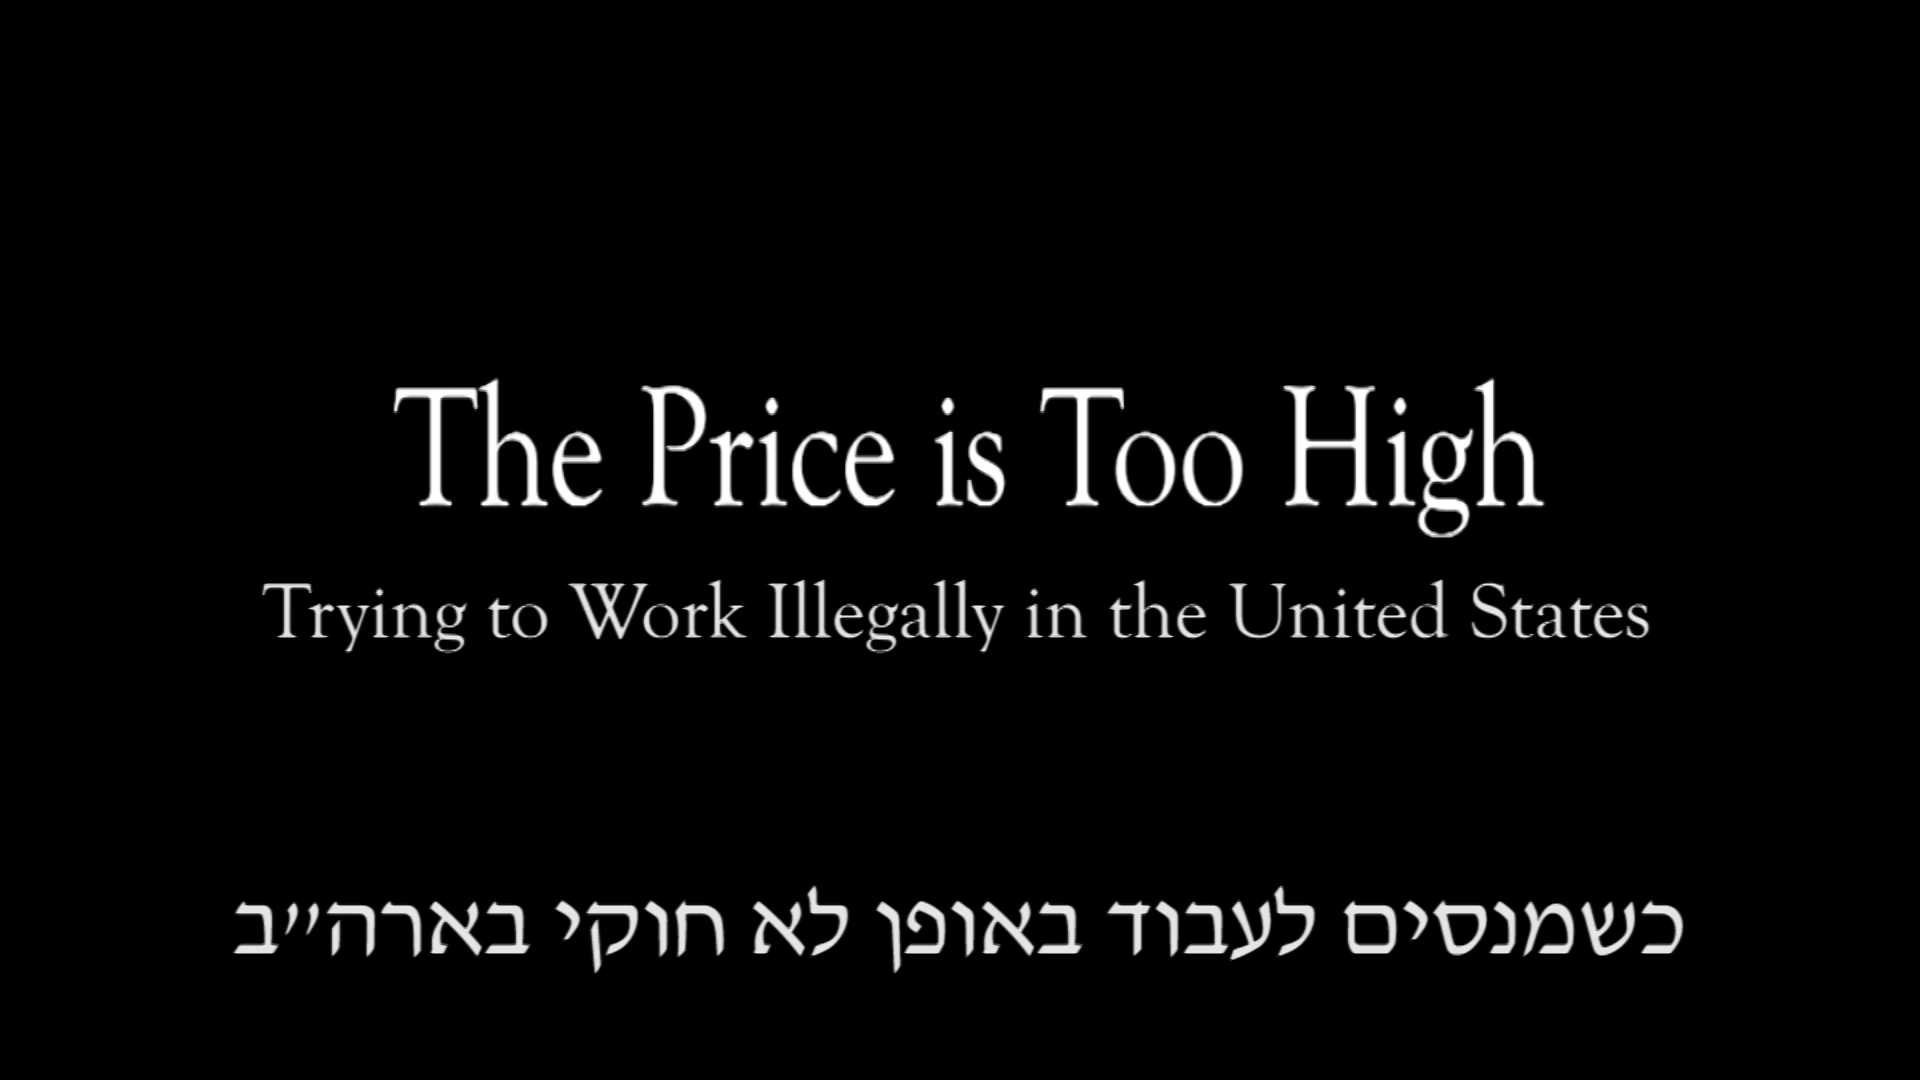 The Price is Too High
Trying to Work Illegally in the United States
כשמנסים לעבוד באופן לא חוקי בארה״ב